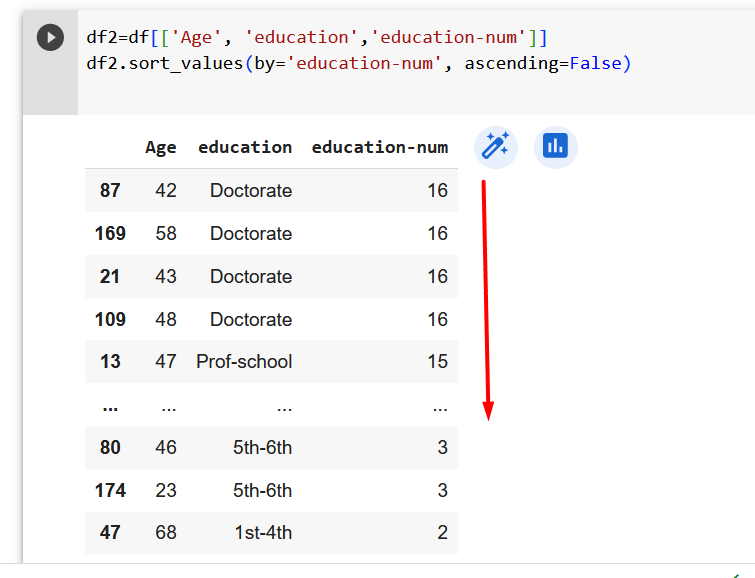 df2=df[['Age', 'education','education-num']]
df2.sort_values(by='education-num', ascending=False)
Age education education-num
87 42 Doctorate 16
169 58 Doctorate 16
21 43 Doctorate 16
109 48 Doctorate 16
13 47 Prof-school 15
... ... ... ...
80 46 5th-6th 3
174 23 5th-6th 3
47 68 1st-4th 2